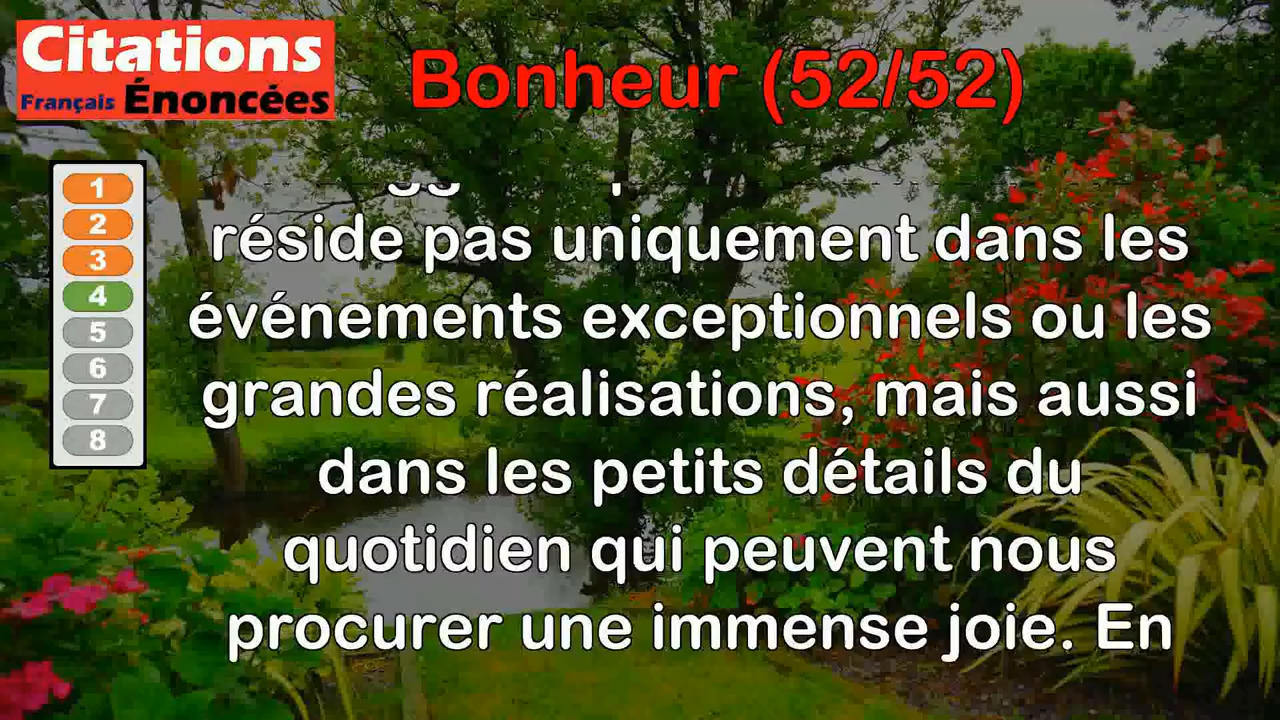 Citations
Français Énoncées
Bonheur (52/52)
1
2
3
4
5
6
7
8
réside pas uniquement dans les
événements exceptionnels ou les
grandes réalisations, mais aussi
dans les petits détails du
quotidien qui peuvent nous
procurer une immense joie. En